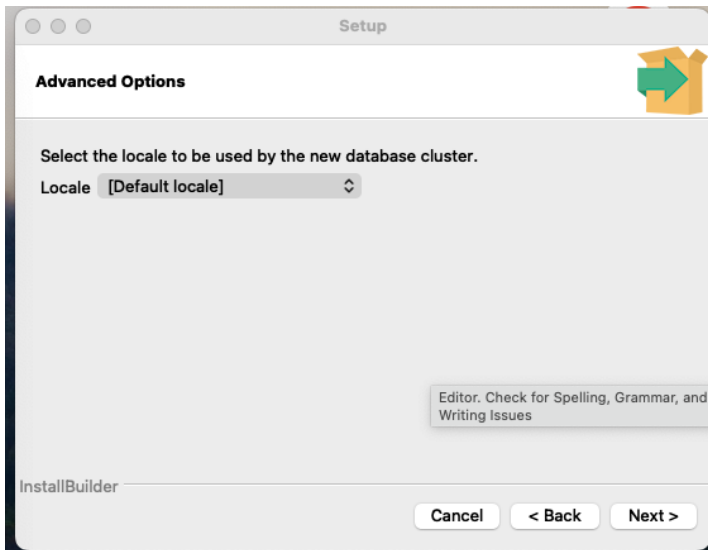 Setup
Advanced Options
Select the locale to be used by the new database cluster.
Locale [Default locale]
Editor. Check for Spelling, Grammar, and
Writing Issues
InstallBuilder
Cancel < Back Next >